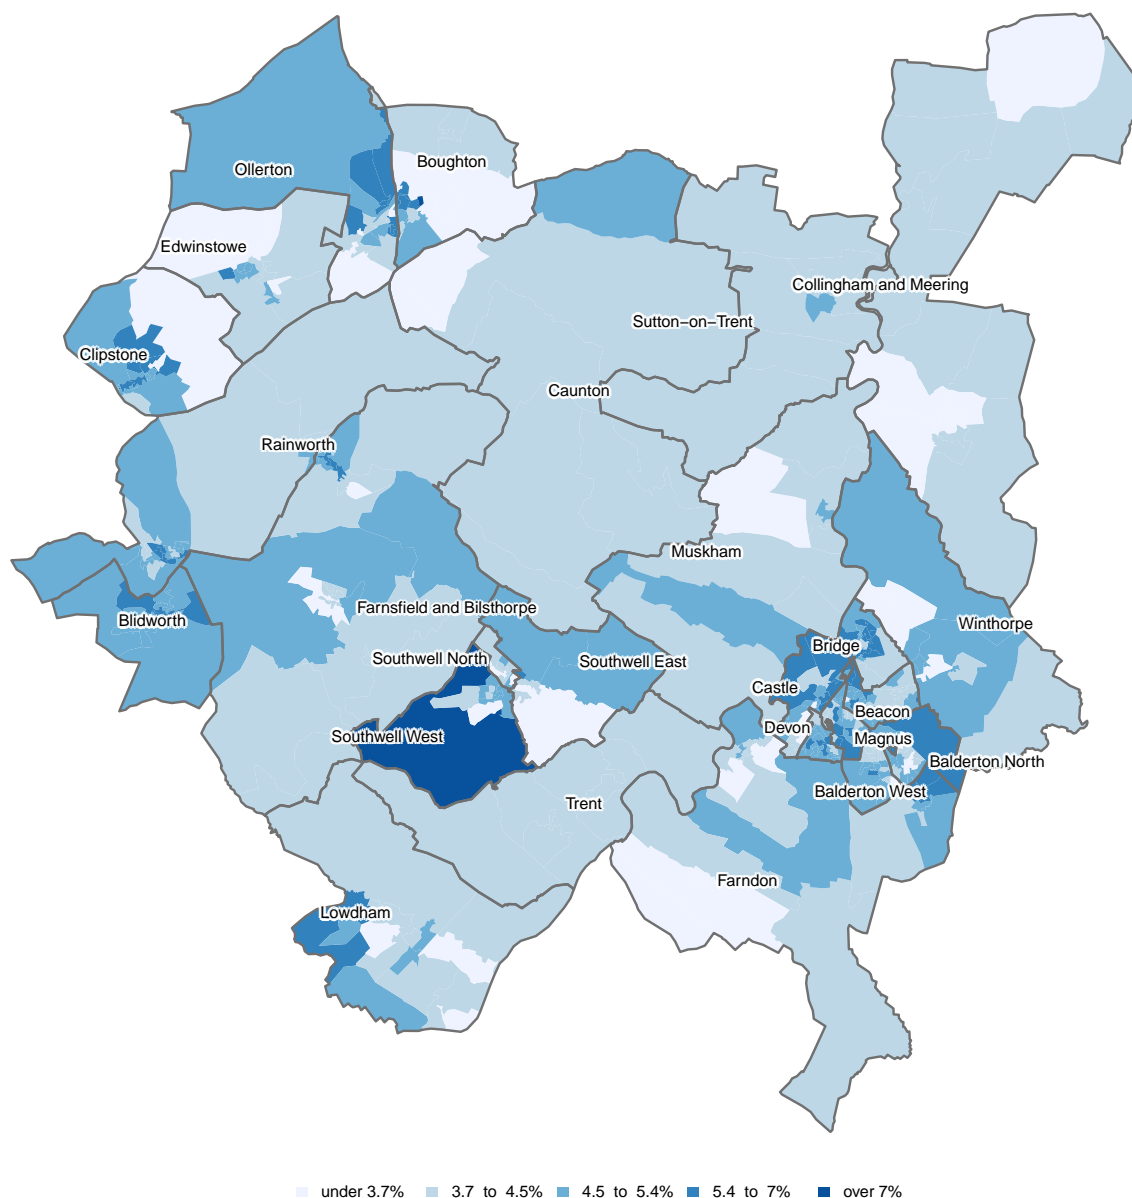 Boughton
Ollerton
Edwinstowe
Collingham and Meering
Sutton−on−Trent
Clipstone
Caunton
Rainworth
Muskham
Farnsfield and Bilsthorpe
Blidworth
Winthorpe
Bridge
Southwell North
Southwell East
Castle
Beacon
Devon
Southwell West
Magnus
Balderton North
Balderton West
Trent
Farndon
Lowdham
under 3.7% 3.7 to 4.5% 4.5 to 5.4% 5.4 to 7% over 7%